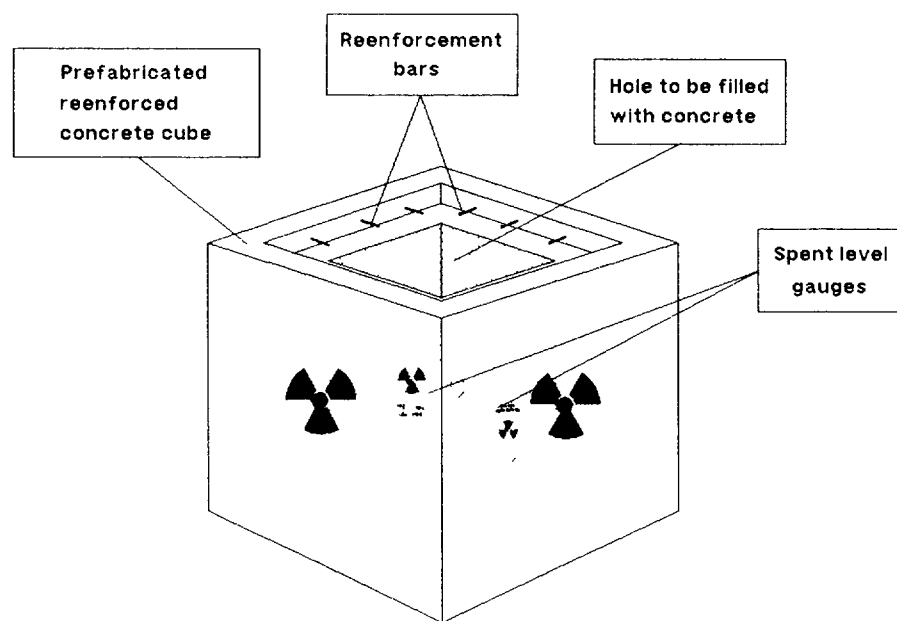 Prefabricated
reenforced
concrete cube
Reenforcement
bars
Hole to be filled
with concrete
Spent level
gauges